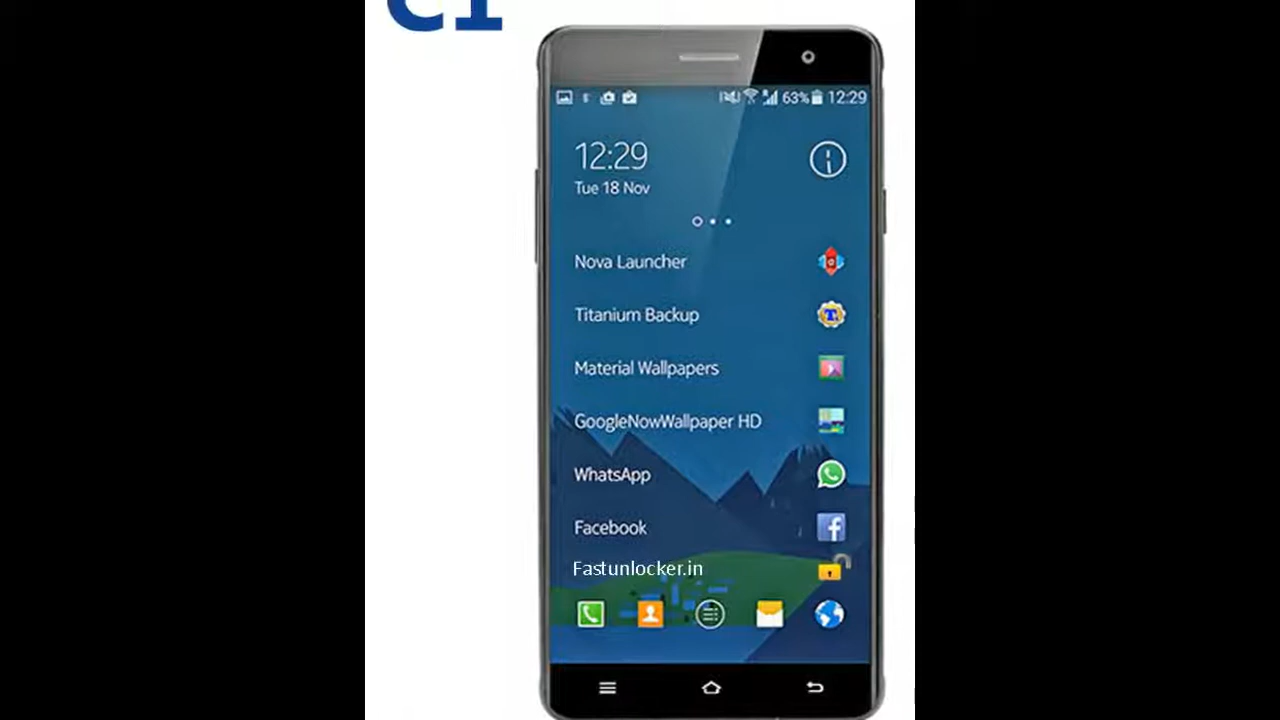 C1
63% 12:29
12:29
Tue 18 Nov
Nova Launcher
Titanium Backup
Material Wallpapers
GoogleNowWallpaper HD
WhatsApp
Facebook
Fastunlocker.in